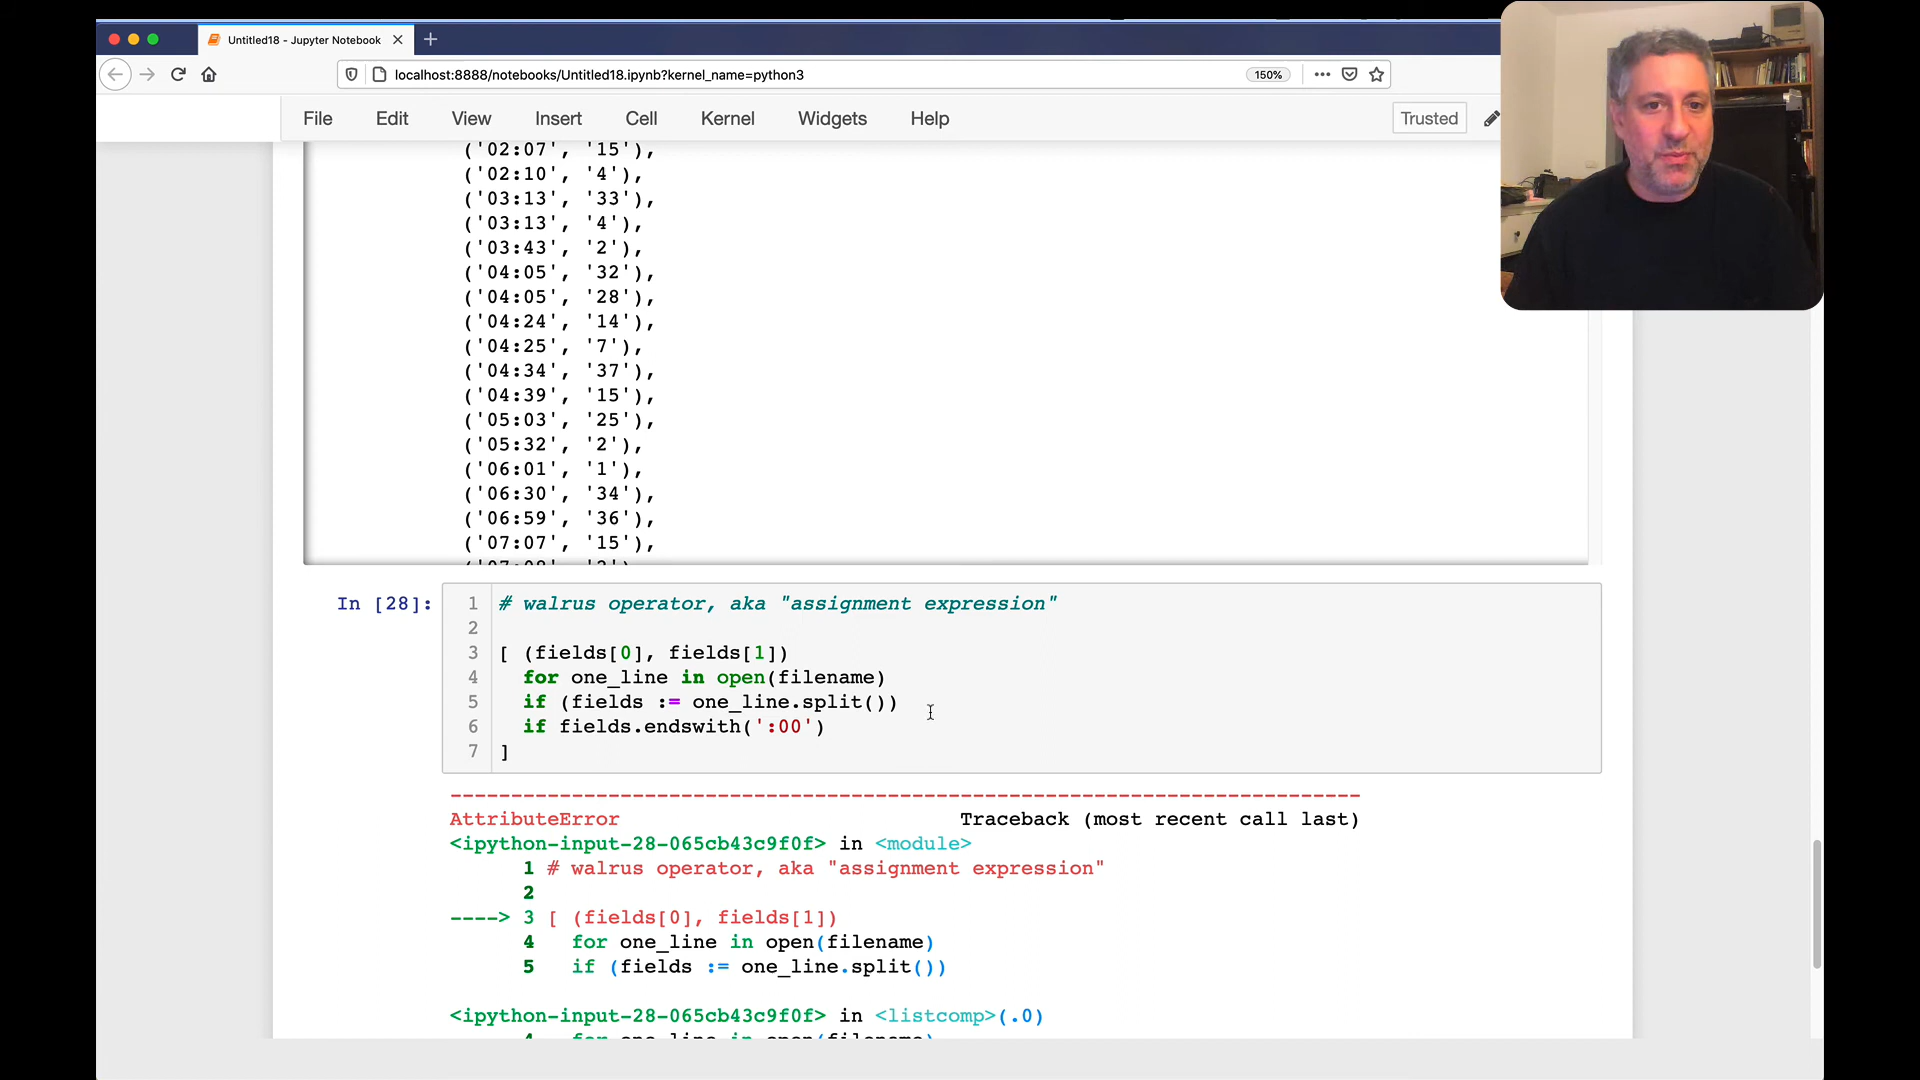 Untitled18 - Jupyter Notebook
localhost:8888/notebooks/Untitled18.ipynb?kernel_name=python3
150%
File Edit View Insert Cell Kernel Widgets Help
Trusted
('02:07', '15'),
('02:10', '4'),
('03:13', '33'),
('03:13', '4'),
('03:43', '2'),
('04:05', '32'),
('04:05', '28'),
('04:24', '14'),
('04:25', '7'),
('04:34', '37'),
('04:39', '15'),
('05:03', '25'),
('05:32', '2'),
('06:01', '1'),
('06:30', '34'),
('06:59', '36'),
('07:07', '15'),
In [28]:
1 # walrus operator, aka "assignment expression"
2
3 [ (fields[0], fields[1])
4 for one_line in open(filename)
5 if (fields := one_line.split())
6 if fields.endswith(':00')
7 ]
---------------------------------------------------------------------------
AttributeError Traceback (most recent call last)
<ipython-input-28-065cb43c9f0f> in <module>
1 # walrus operator, aka "assignment expression"
2
----> 3 [ (fields[0], fields[1])
4 for one_line in open(filename)
5 if (fields := one_line.split())
<ipython-input-28-065cb43c9f0f> in <listcomp>(.0)